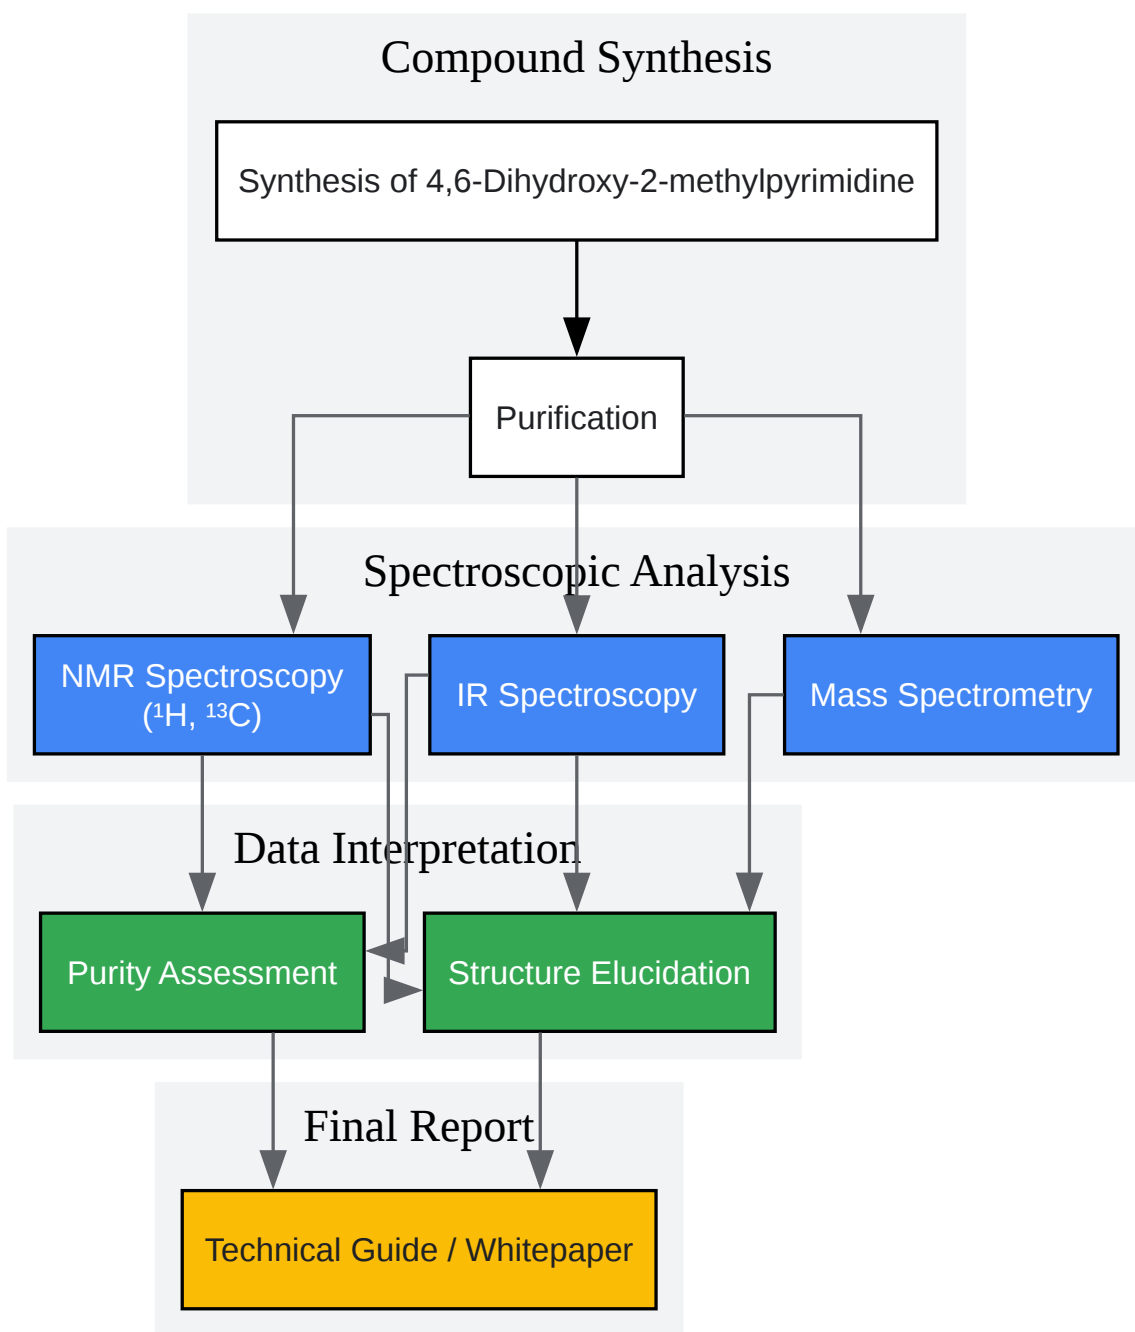 Compound Synthesis
Synthesis of 4,6-Dihydroxy-2-methylpyrimidine
Purification
Spectroscopic Analysis
NMR Spectroscopy
(¹H, ¹³C)
IR Spectroscopy
Mass Spectrometry
Data Interpretation
Purity Assessment
Structure Elucidation
Final Report
Technical Guide / Whitepaper